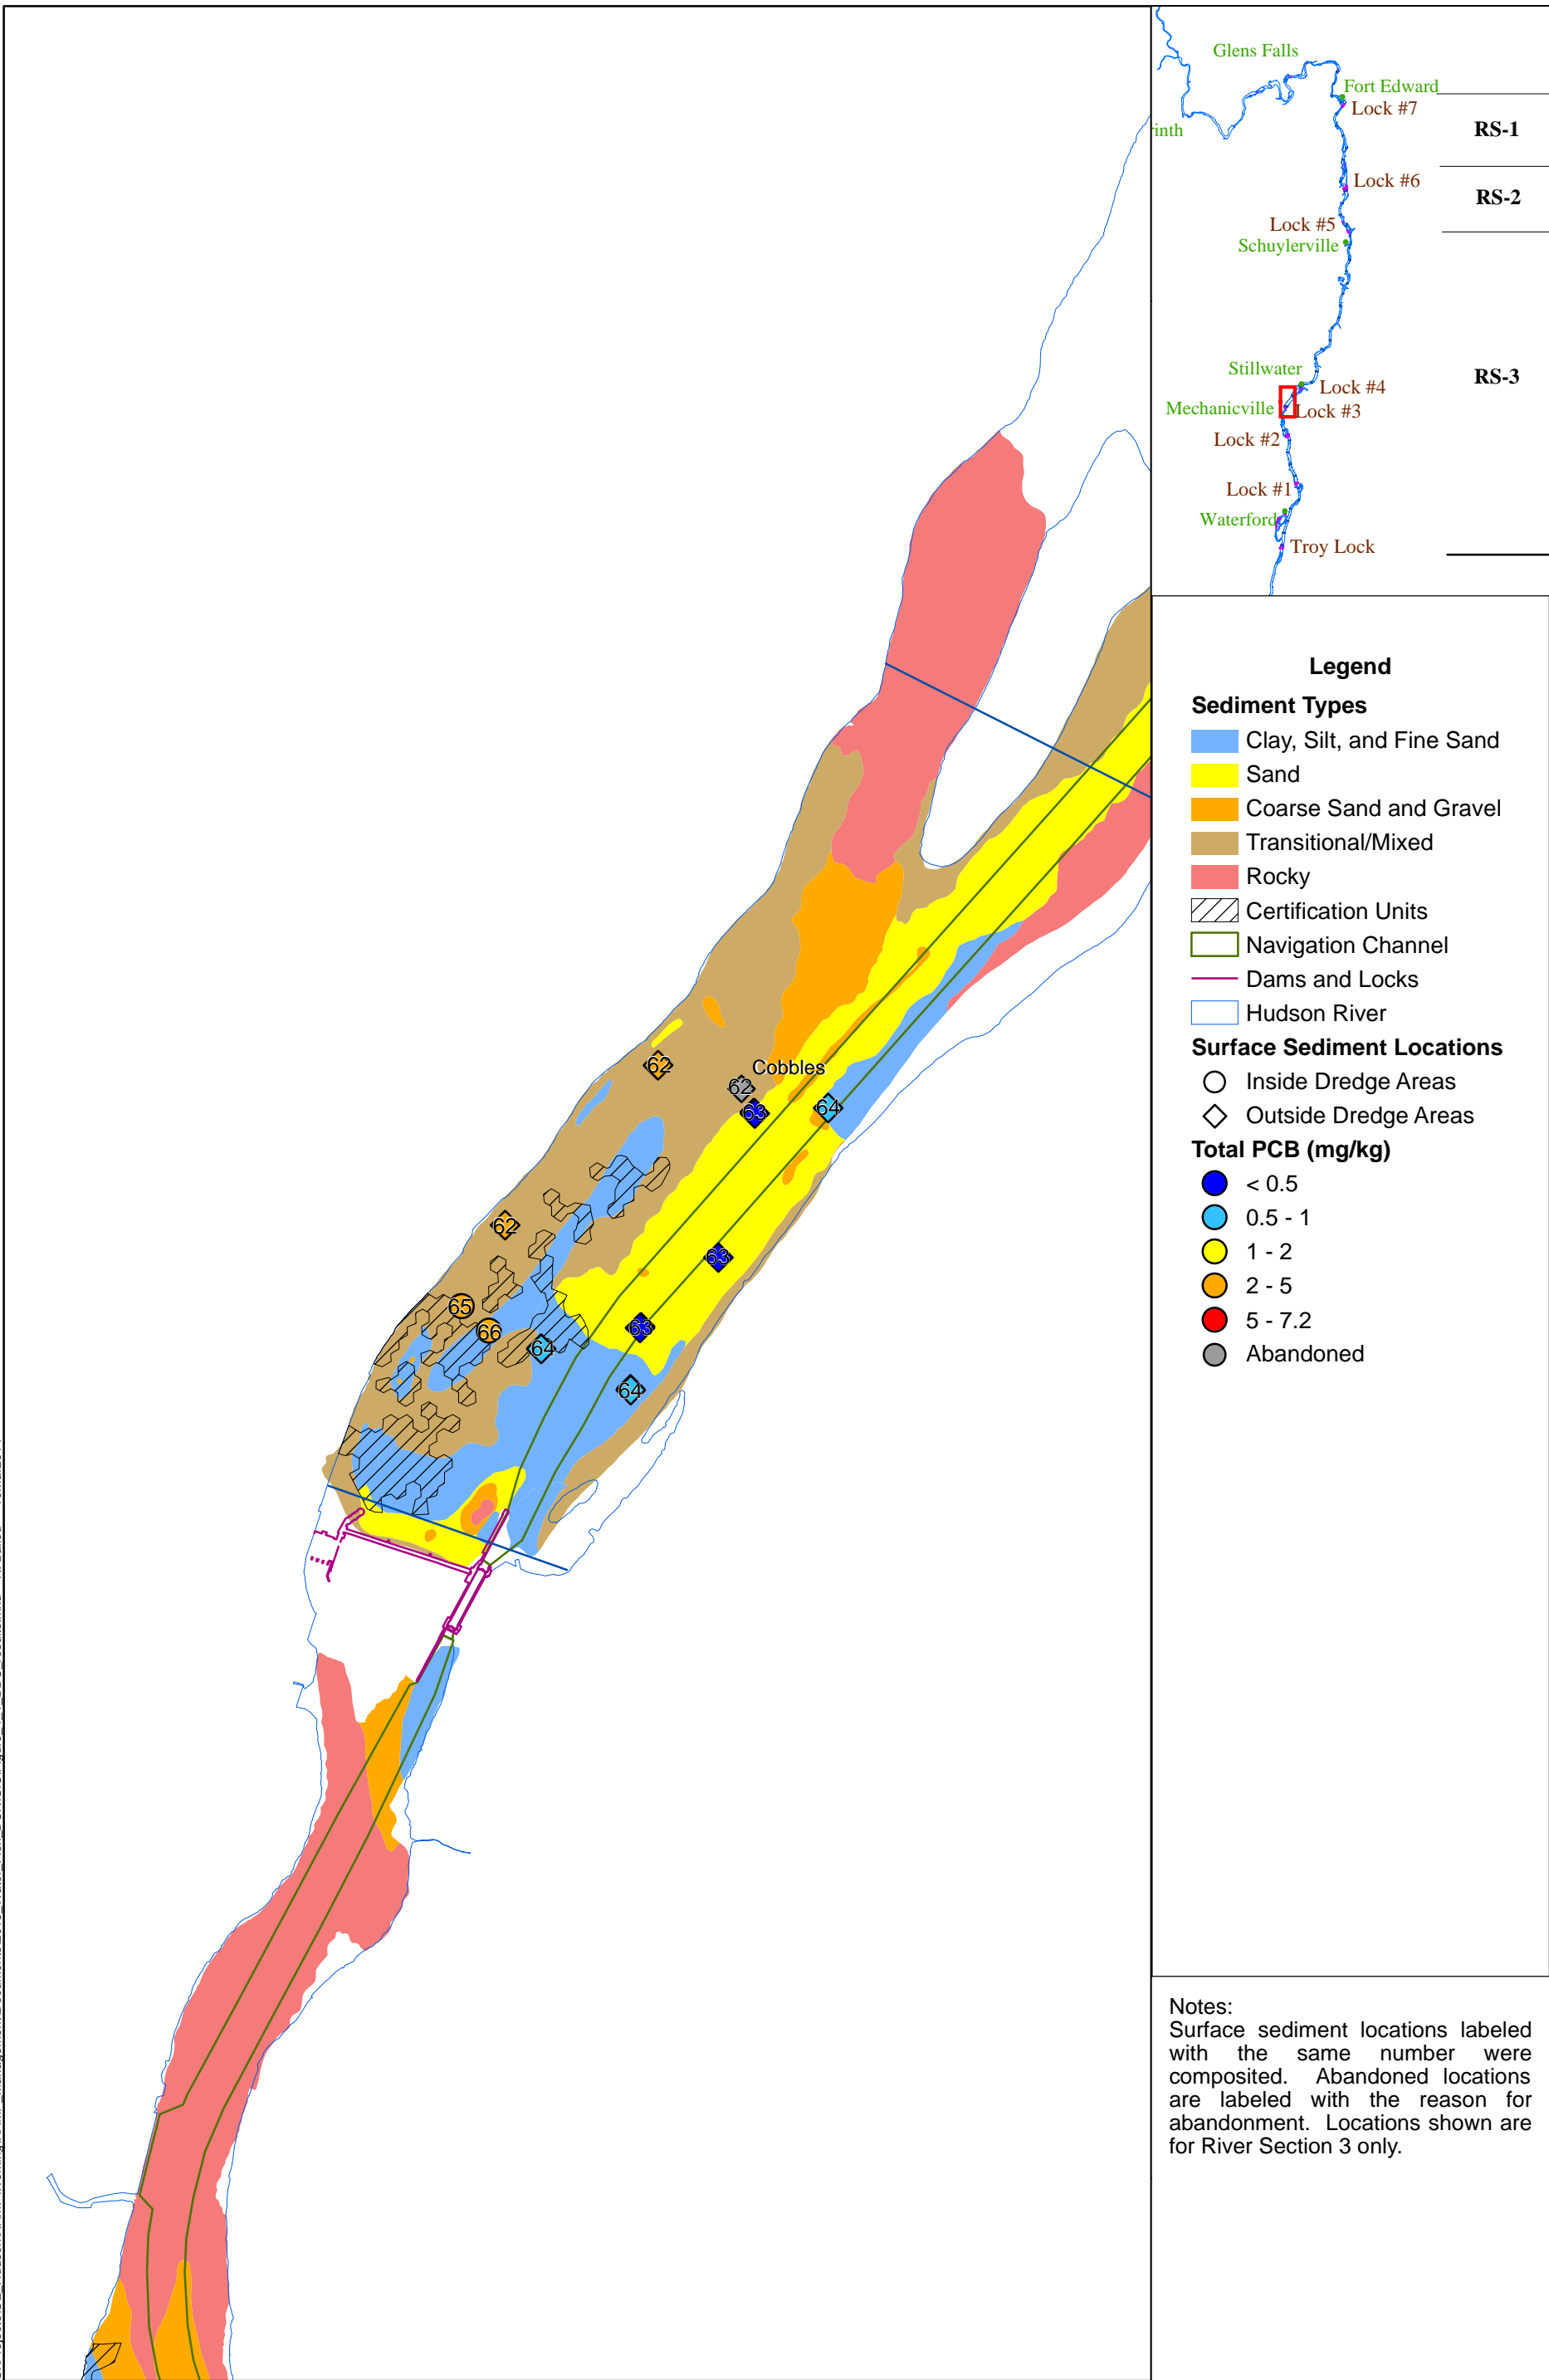 Glens Falls
Fort Edward
Lock #7
inth
RS-1
Lock #6
RS-2
Lock #5
Schuylerville
Stillwater
Lock #4
RS-3
Mechanicville
Lock #3
Lock #2
Lock #1
Waterford
Troy Lock
Legend
Sediment Types
Clay, Silt, and Fine Sand
Sand
Coarse Sand and Gravel
Transitional/Mixed
Rocky
Certification Units
Navigation Channel
Dams and Locks
Hudson River
Surface Sediment Locations
Inside Dredge Areas
Outside Dredge Areas
Total PCB (mg/kg)
< 0.5
0.5 - 1
1 - 2
2 - 5
5 - 7.2
Abandoned
62
Cobbles
62
63
64
62
63
65
66
63
64
64
Notes:
Surface sediment locations labeled
with the same number were
composited. Abandoned locations
are labeled with the reason for
abandonment. Locations shown are
for River Section 3 only.